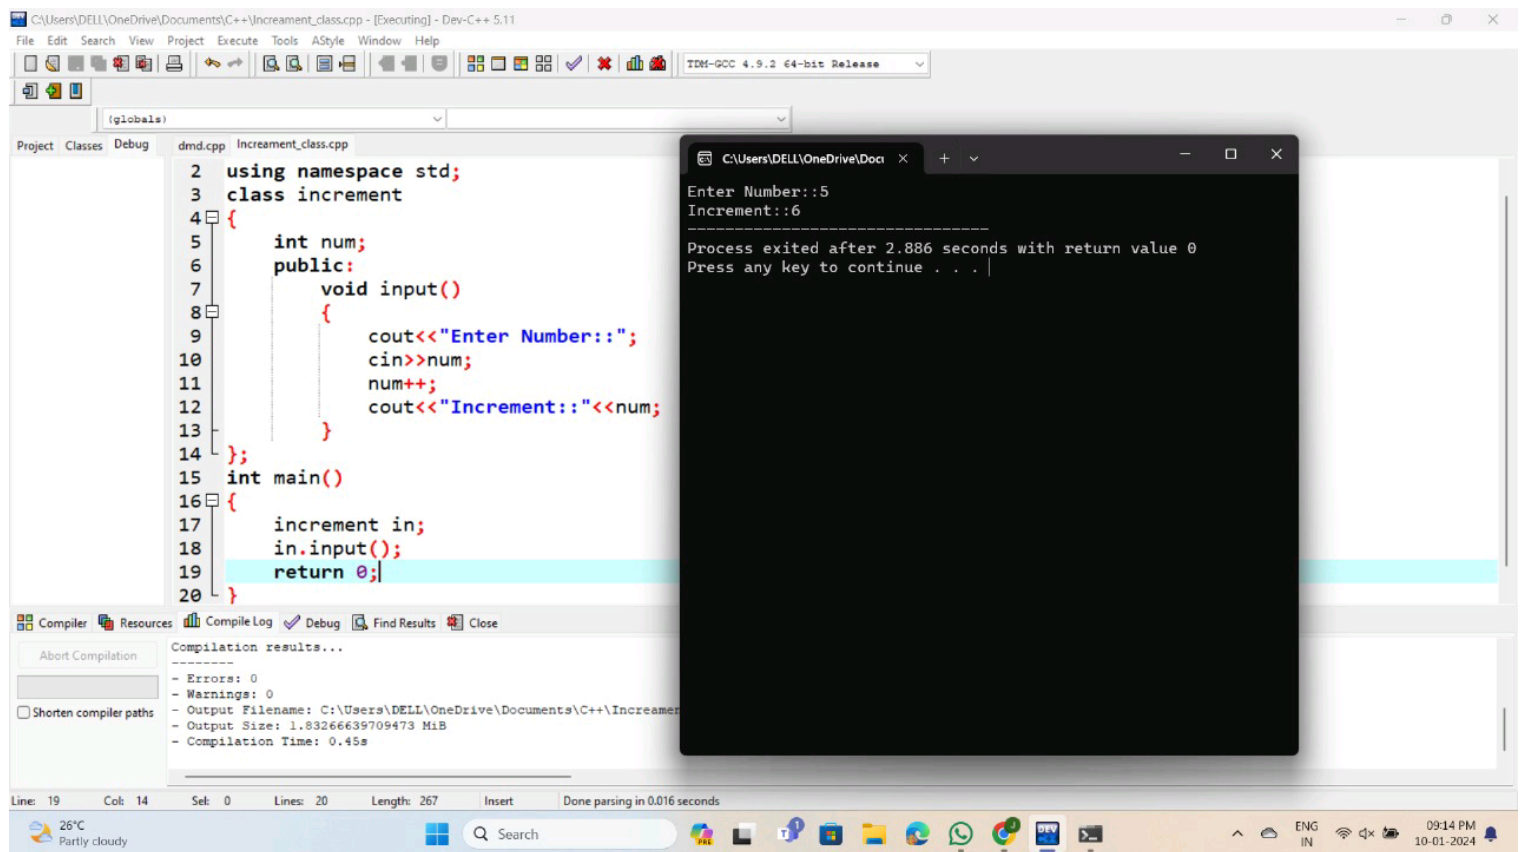 C:\Users\DELL\OneDrive\Documents\C++\Increament_class.cpp - [Executing] - Dev-C++ 5.11
File Edit Search View Project Execute Tools AStyle Window Help
TDM-GCC 4.9.2 64-bit Release
(globals)
Project Classes Debug
dmd.cpp Increament_class.cpp
2 using namespace std;
3 class increment
4 {
5 int num;
6 public:
7 void input()
8 {
9 cout<<"Enter Number::";
10 cin>>num;
11 num++;
12 cout<<"Increment::"<<num;
13 }
14 };
15 int main()
16 {
17 increment in;
18 in.input();
19 return 0;
20 }
C:\Users\DELL\OneDrive\Docu
Enter Number::5
Increment::6
--------------------------------
Process exited after 2.886 seconds with return value 0
Press any key to continue . . .
Compiler Resources Compile Log Debug Find Results Close
Abort Compilation
Shorten compiler paths
Compilation results...
--------
- Errors: 0
- Warnings: 0
- Output Filename: C:\Users\DELL\OneDrive\Documents\C++\Increamen
- Output Size: 1.83266639709473 MiB
- Compilation Time: 0.45s
Line: 19 Col: 14 Sel: 0 Lines: 20 Length: 267 Insert Done parsing in 0.016 seconds
26°C
Partly cloudy
Search
PRE
1
DEV
ENG
IN
09:14 PM
10-01-2024